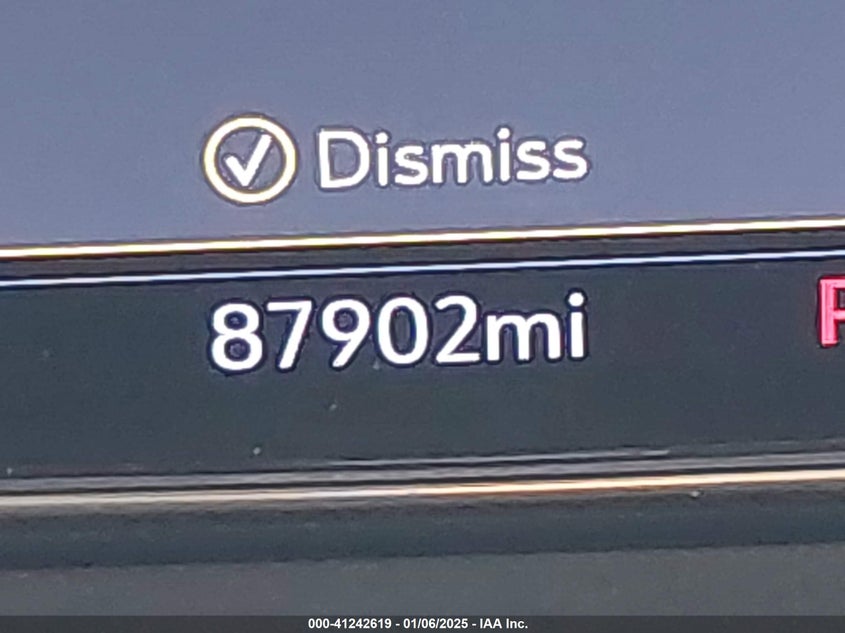 Dismiss
87902mi
000-41242619 - 01/06/2025 - IAA Inc.